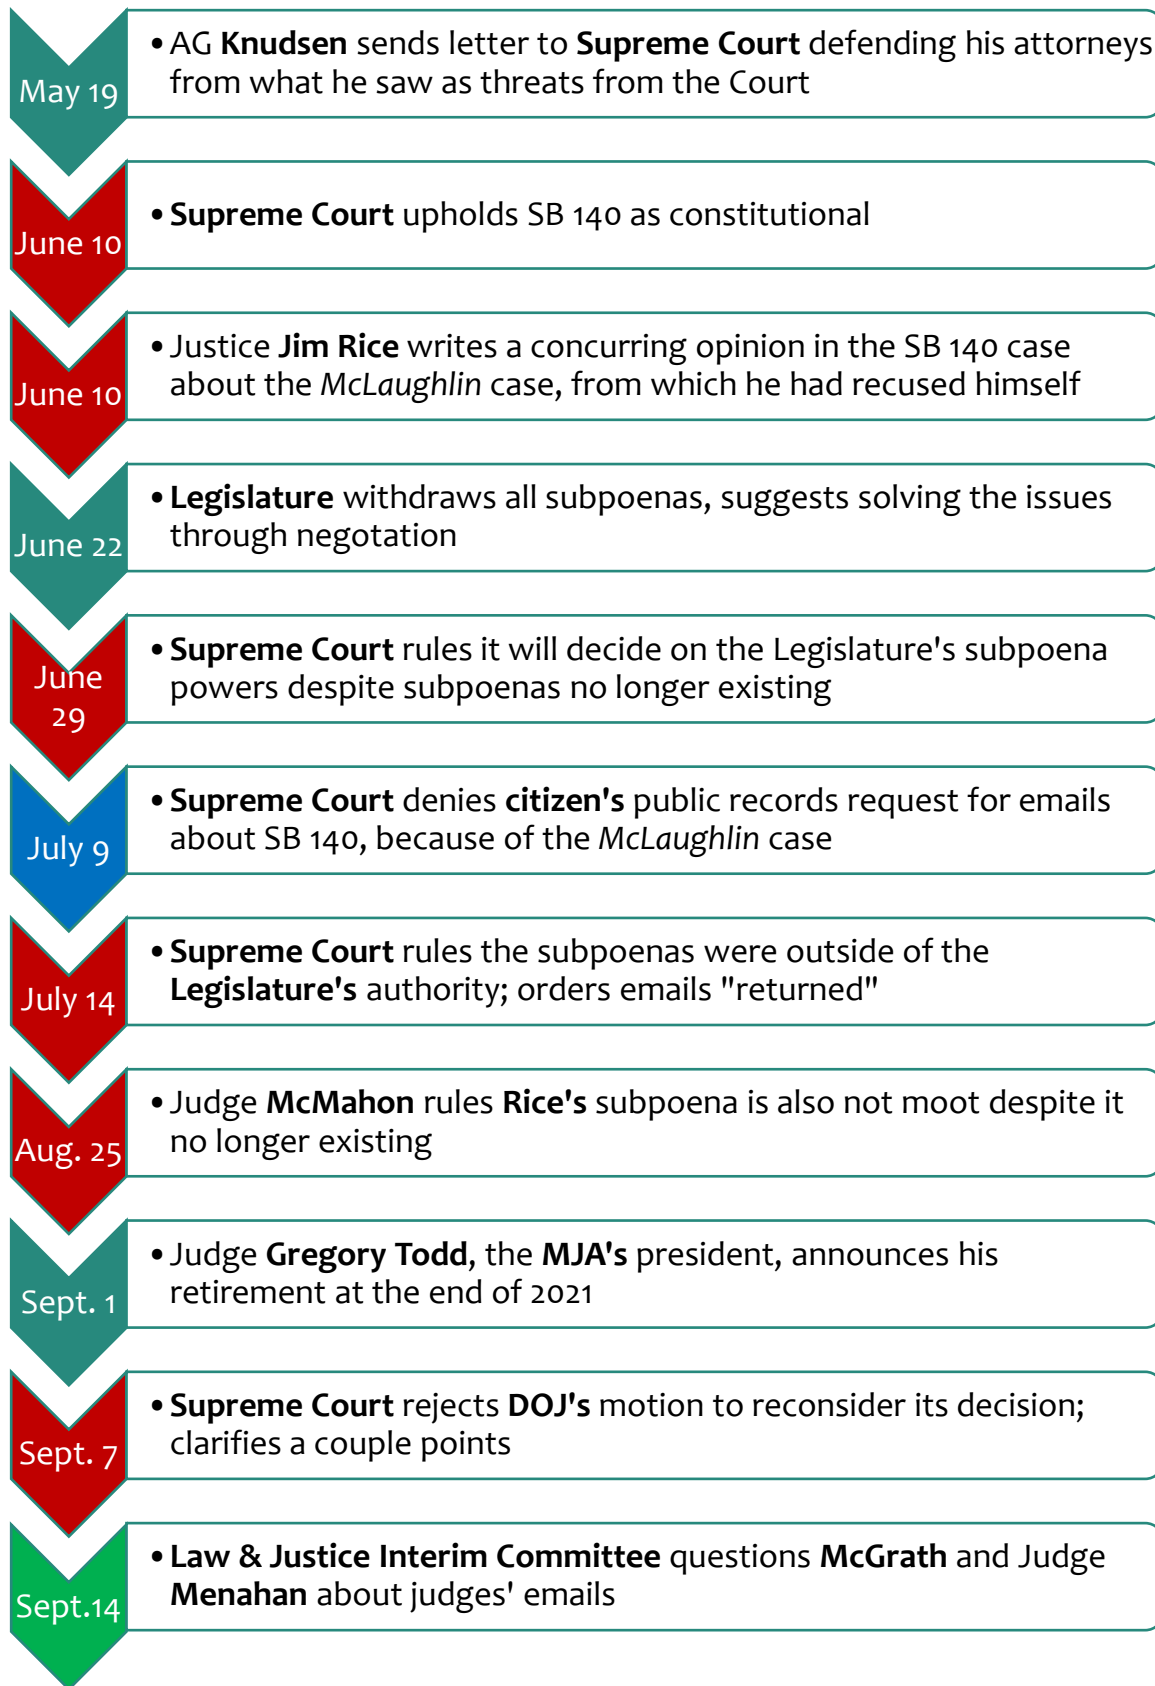 May 19
• AG Knudsen sends letter to Supreme Court defending his attorneys
from what he saw as threats from the Court
June 10
• Supreme Court upholds SB 140 as constitutional
June 10
• Justice Jim Rice writes a concurring opinion in the SB 140 case
about the McLaughlin case, from which he had recused himself
June 22
• Legislature withdraws all subpoenas, suggests solving the issues
through negotation
June
29
• Supreme Court rules it will decide on the Legislature's subpoena
powers despite subpoenas no longer existing
July 9
• Supreme Court denies citizen's public records request for emails
about SB 140, because of the McLaughlin case
July 14
• Supreme Court rules the subpoenas were outside of the
Legislature's authority; orders emails "returned"
Aug. 25
• Judge McMahon rules Rice's subpoena is also not moot despite it
no longer existing
Sept. 1
• Judge Gregory Todd, the MJA's president, announces his
retirement at the end of 2021
Sept. 7
• Supreme Court rejects DOJ's motion to reconsider its decision;
clarifies a couple points
Sept.14
• Law & Justice Interim Committee questions McGrath and Judge
Menahan about judges' emails